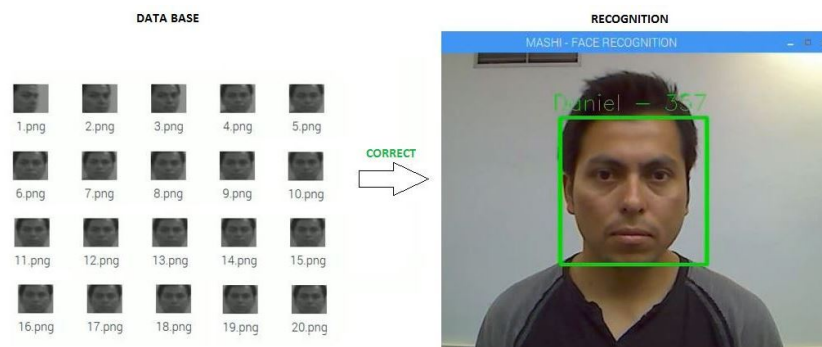 DATA BASE
1.png 2.png 3.png 4.png 5.png
6.png 7.png 8.png 9.png 10.png
11.png 12.png 13.png 14.png 15.png
16.png 17.png 18.png 19.png 20.png
CORRECT
RECOGNITION
MASHI - FACE RECOGNITION
Daniel - 357